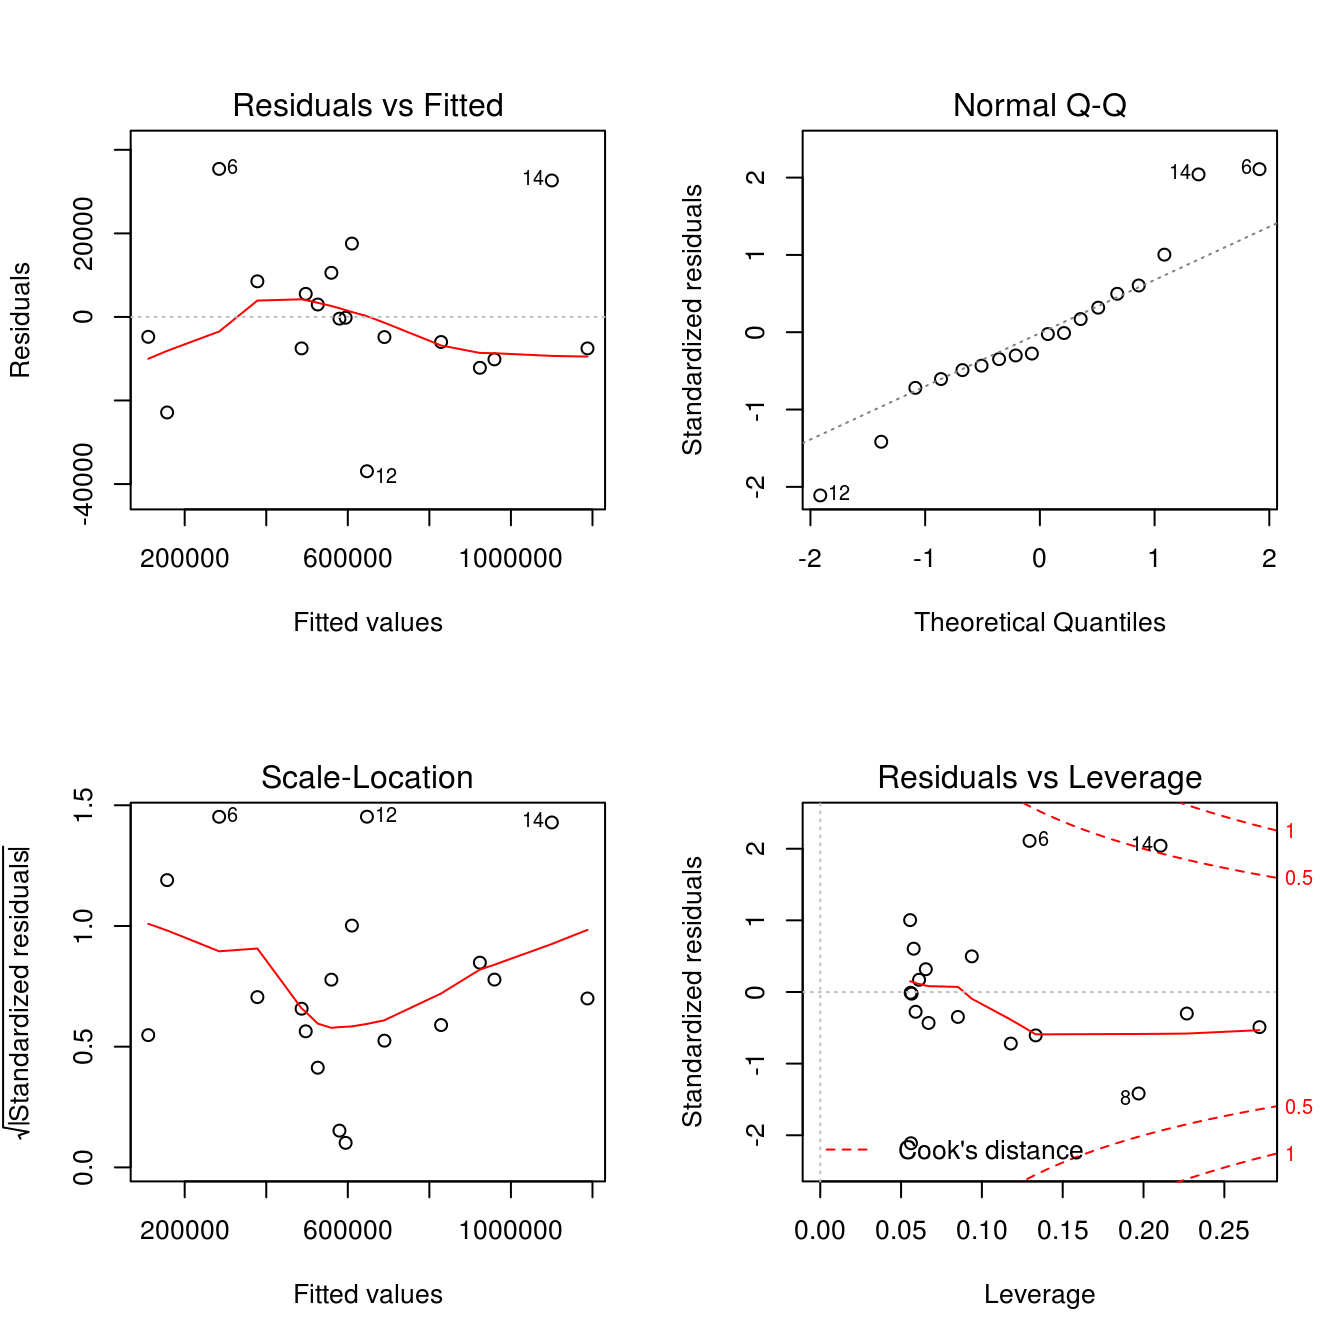 Residuals vs Fitted
Residuals
-40000
0
20000
6
14
12
200000 600000 1000000
Fitted values
Normal Q-Q
Standardized residuals
-2
-1
0
1
2
14
6
12
-2 -1 0 1 2
Theoretical Quantiles
Scale-Location
√|Standardized residuals|
0.0
0.5
1.0
1.5
6
12
14
200000 600000 1000000
Fitted values
Residuals vs Leverage
Standardized residuals
-2
-1
0
1
2
6
14
8
1
0.5
0.5
1
Cook's distance
0.00 0.05 0.10 0.15 0.20 0.25
Leverage